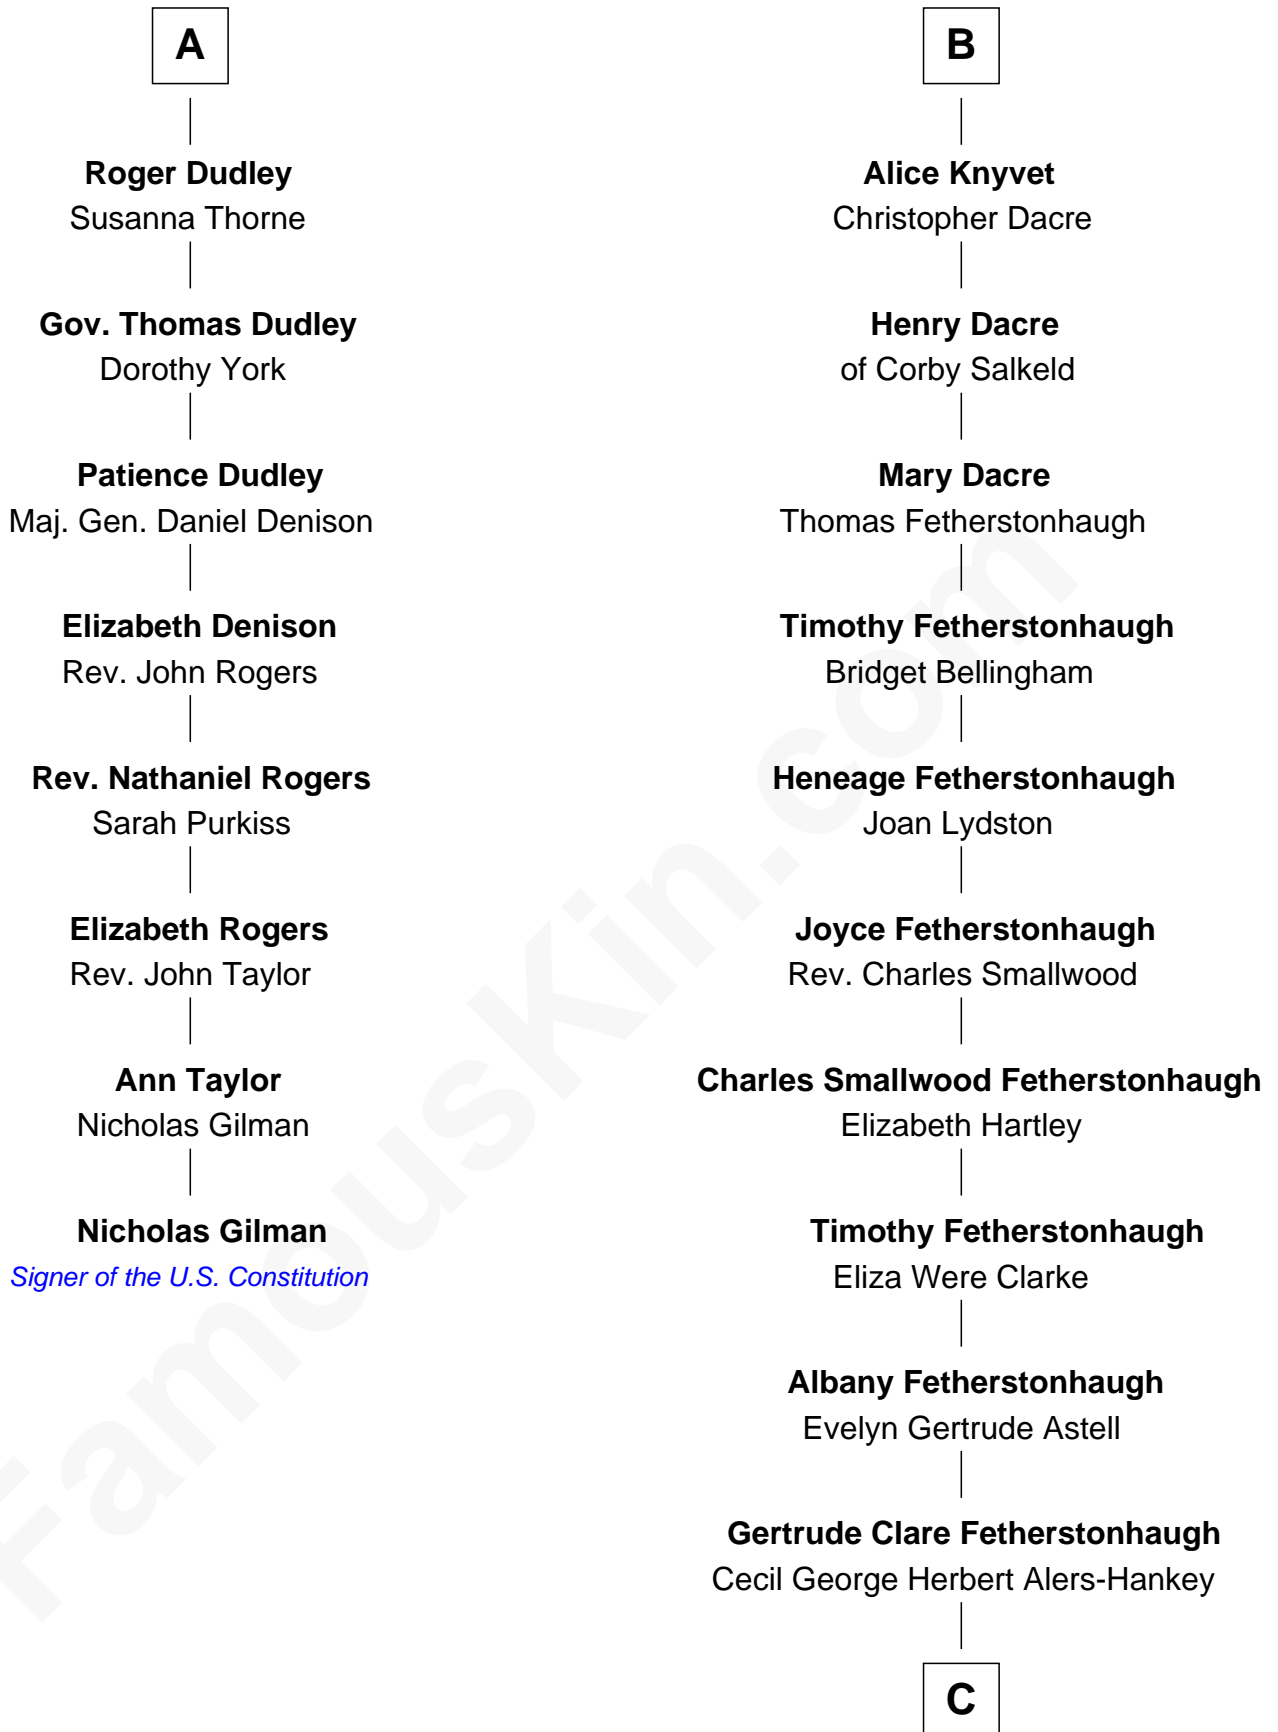 A
Roger Dudley
Susanna Thorne
Gov. Thomas Dudley
Dorothy York
Patience Dudley
Maj. Gen. Daniel Denison
Elizabeth Denison
Rev. John Rogers
Rev. Nathaniel Rogers
Sarah Purkiss
Elizabeth Rogers
Rev. John Taylor
Ann Taylor
Nicholas Gilman
Nicholas Gilman
Signer of the U.S. Constitution
B
Alice Knyvet
Christopher Dacre
Henry Dacre
of Corby Salkeld
Mary Dacre
Thomas Fetherstonhaugh
Timothy Fetherstonhaugh
Bridget Bellingham
Heneage Fetherstonhaugh
Joan Lydston
Joyce Fetherstonhaugh
Rev. Charles Smallwood
Charles Smallwood Fetherstonhaugh
Elizabeth Hartley
Timothy Fetherstonhaugh
Eliza Were Clarke
Albany Fetherstonhaugh
Evelyn Gertrude Astell
Gertrude Clare Fetherstonhaugh
Cecil George Herbert Alers-Hankey
C
FamousKin.com